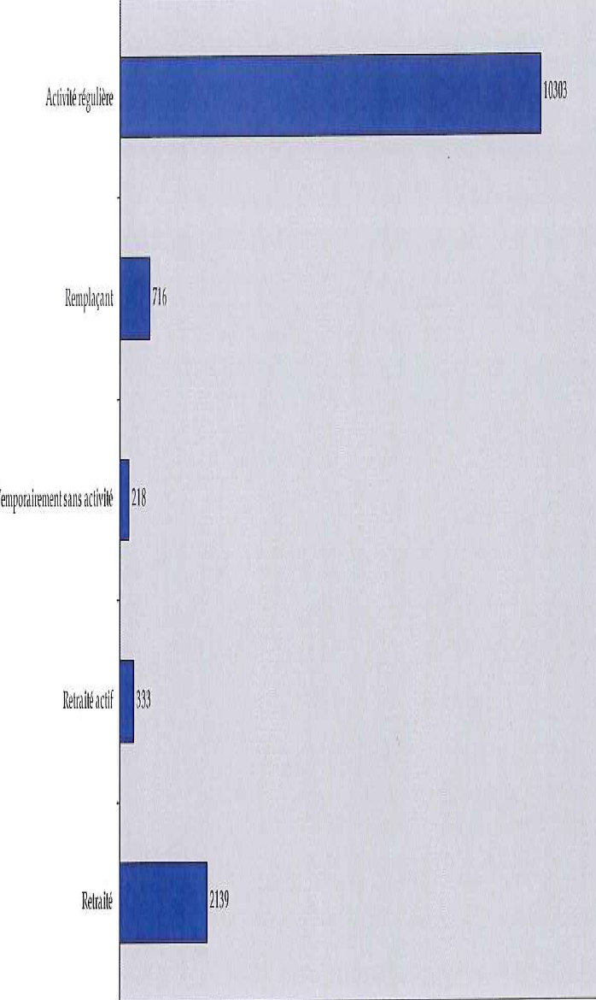 Activité régulière 10303
Remplaçant 716
emporairement sans activité 218
Retraité actif 333
Retraité 2139